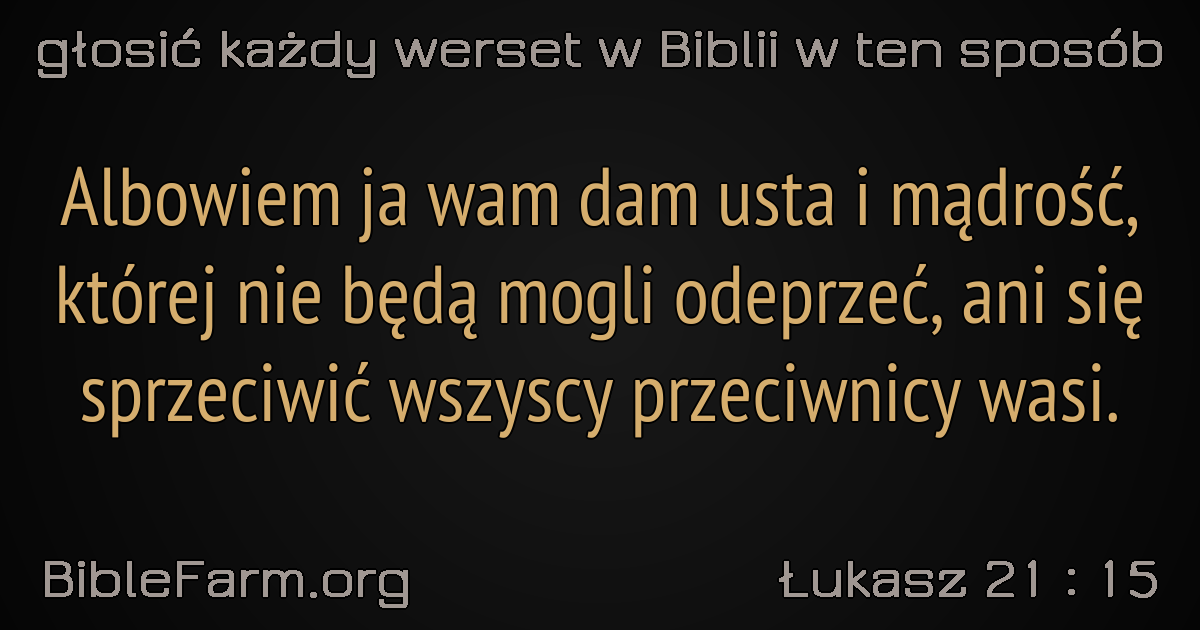 głosić każdy werset w Biblii w ten sposób
Albowiem ja wam dam usta i mądrość,
której nie będą mogli odeprzeć, ani się
sprzeciwić wszyscy przeciwnicy wasi.
BibleFarm.org
Łukasz 21 : 15